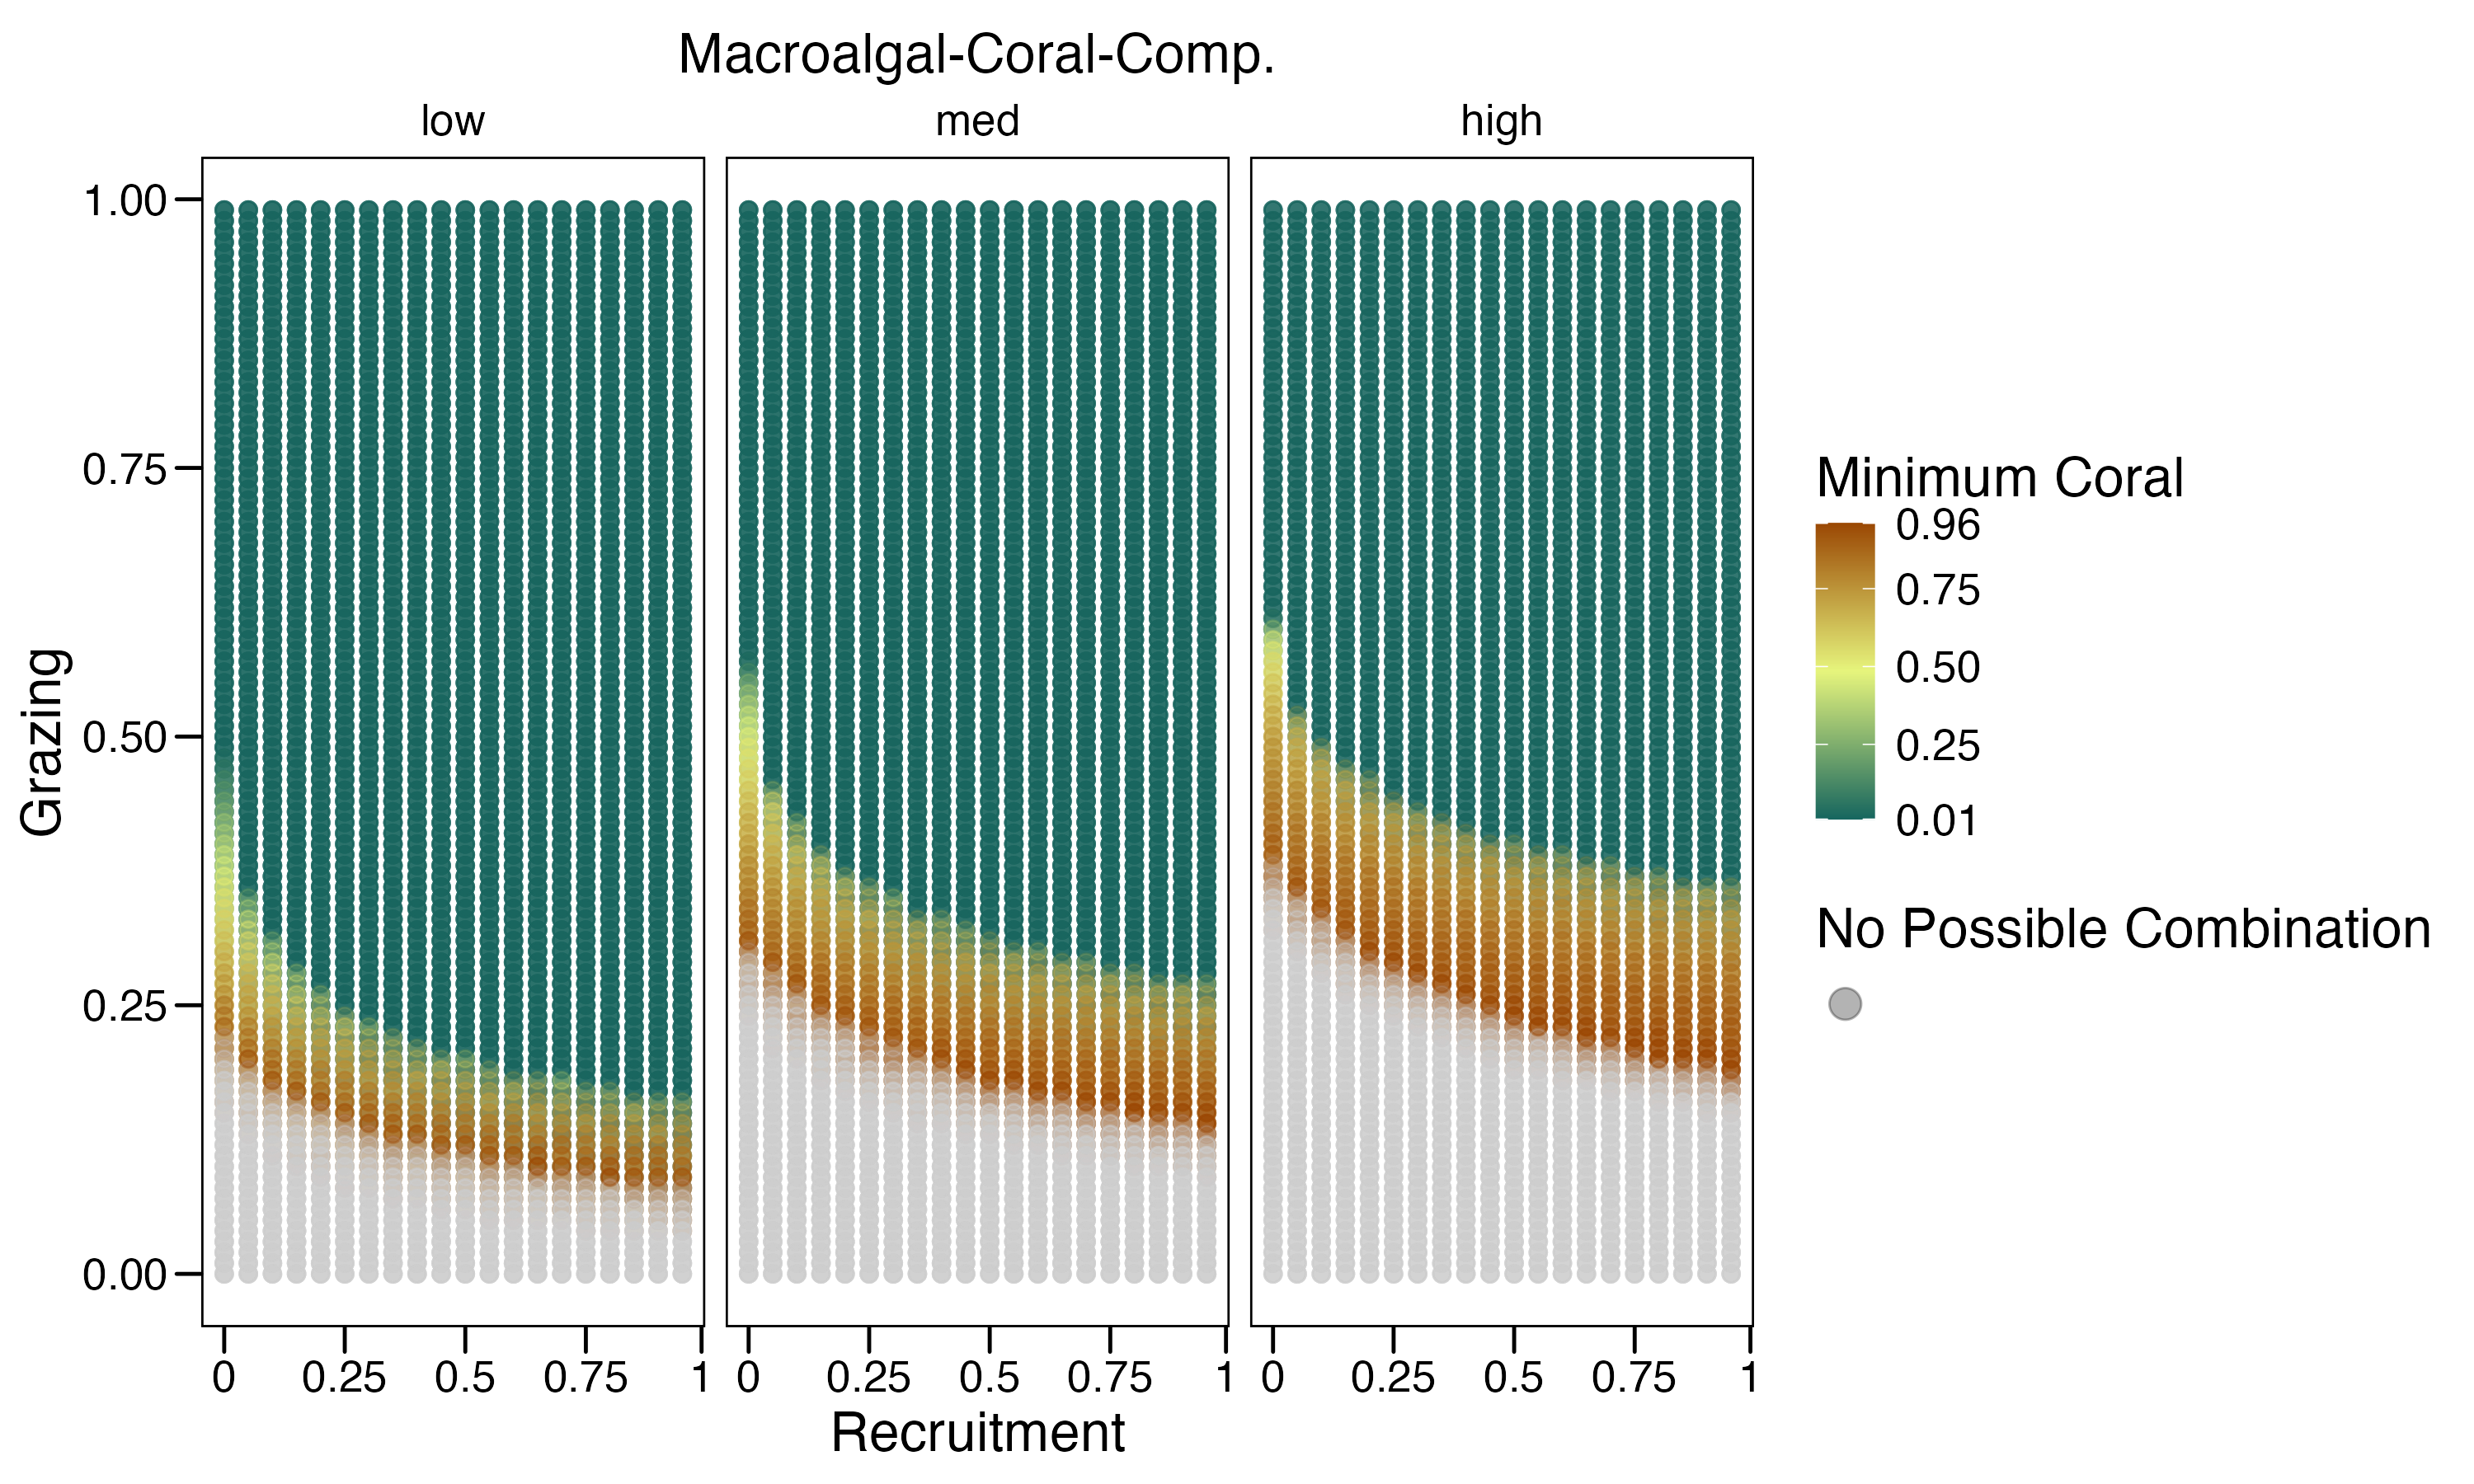 Macroalgal-Coral-Comp.
low med high
1.00
0.75
0.50
0.25
0.00
Grazing
0 0.25 0.5 0.75 1 0 0.25 0.5 0.75 1 0 0.25 0.5 0.75 1
Recruitment
Minimum Coral
0.96
0.75
0.50
0.25
0.01
No Possible Combination